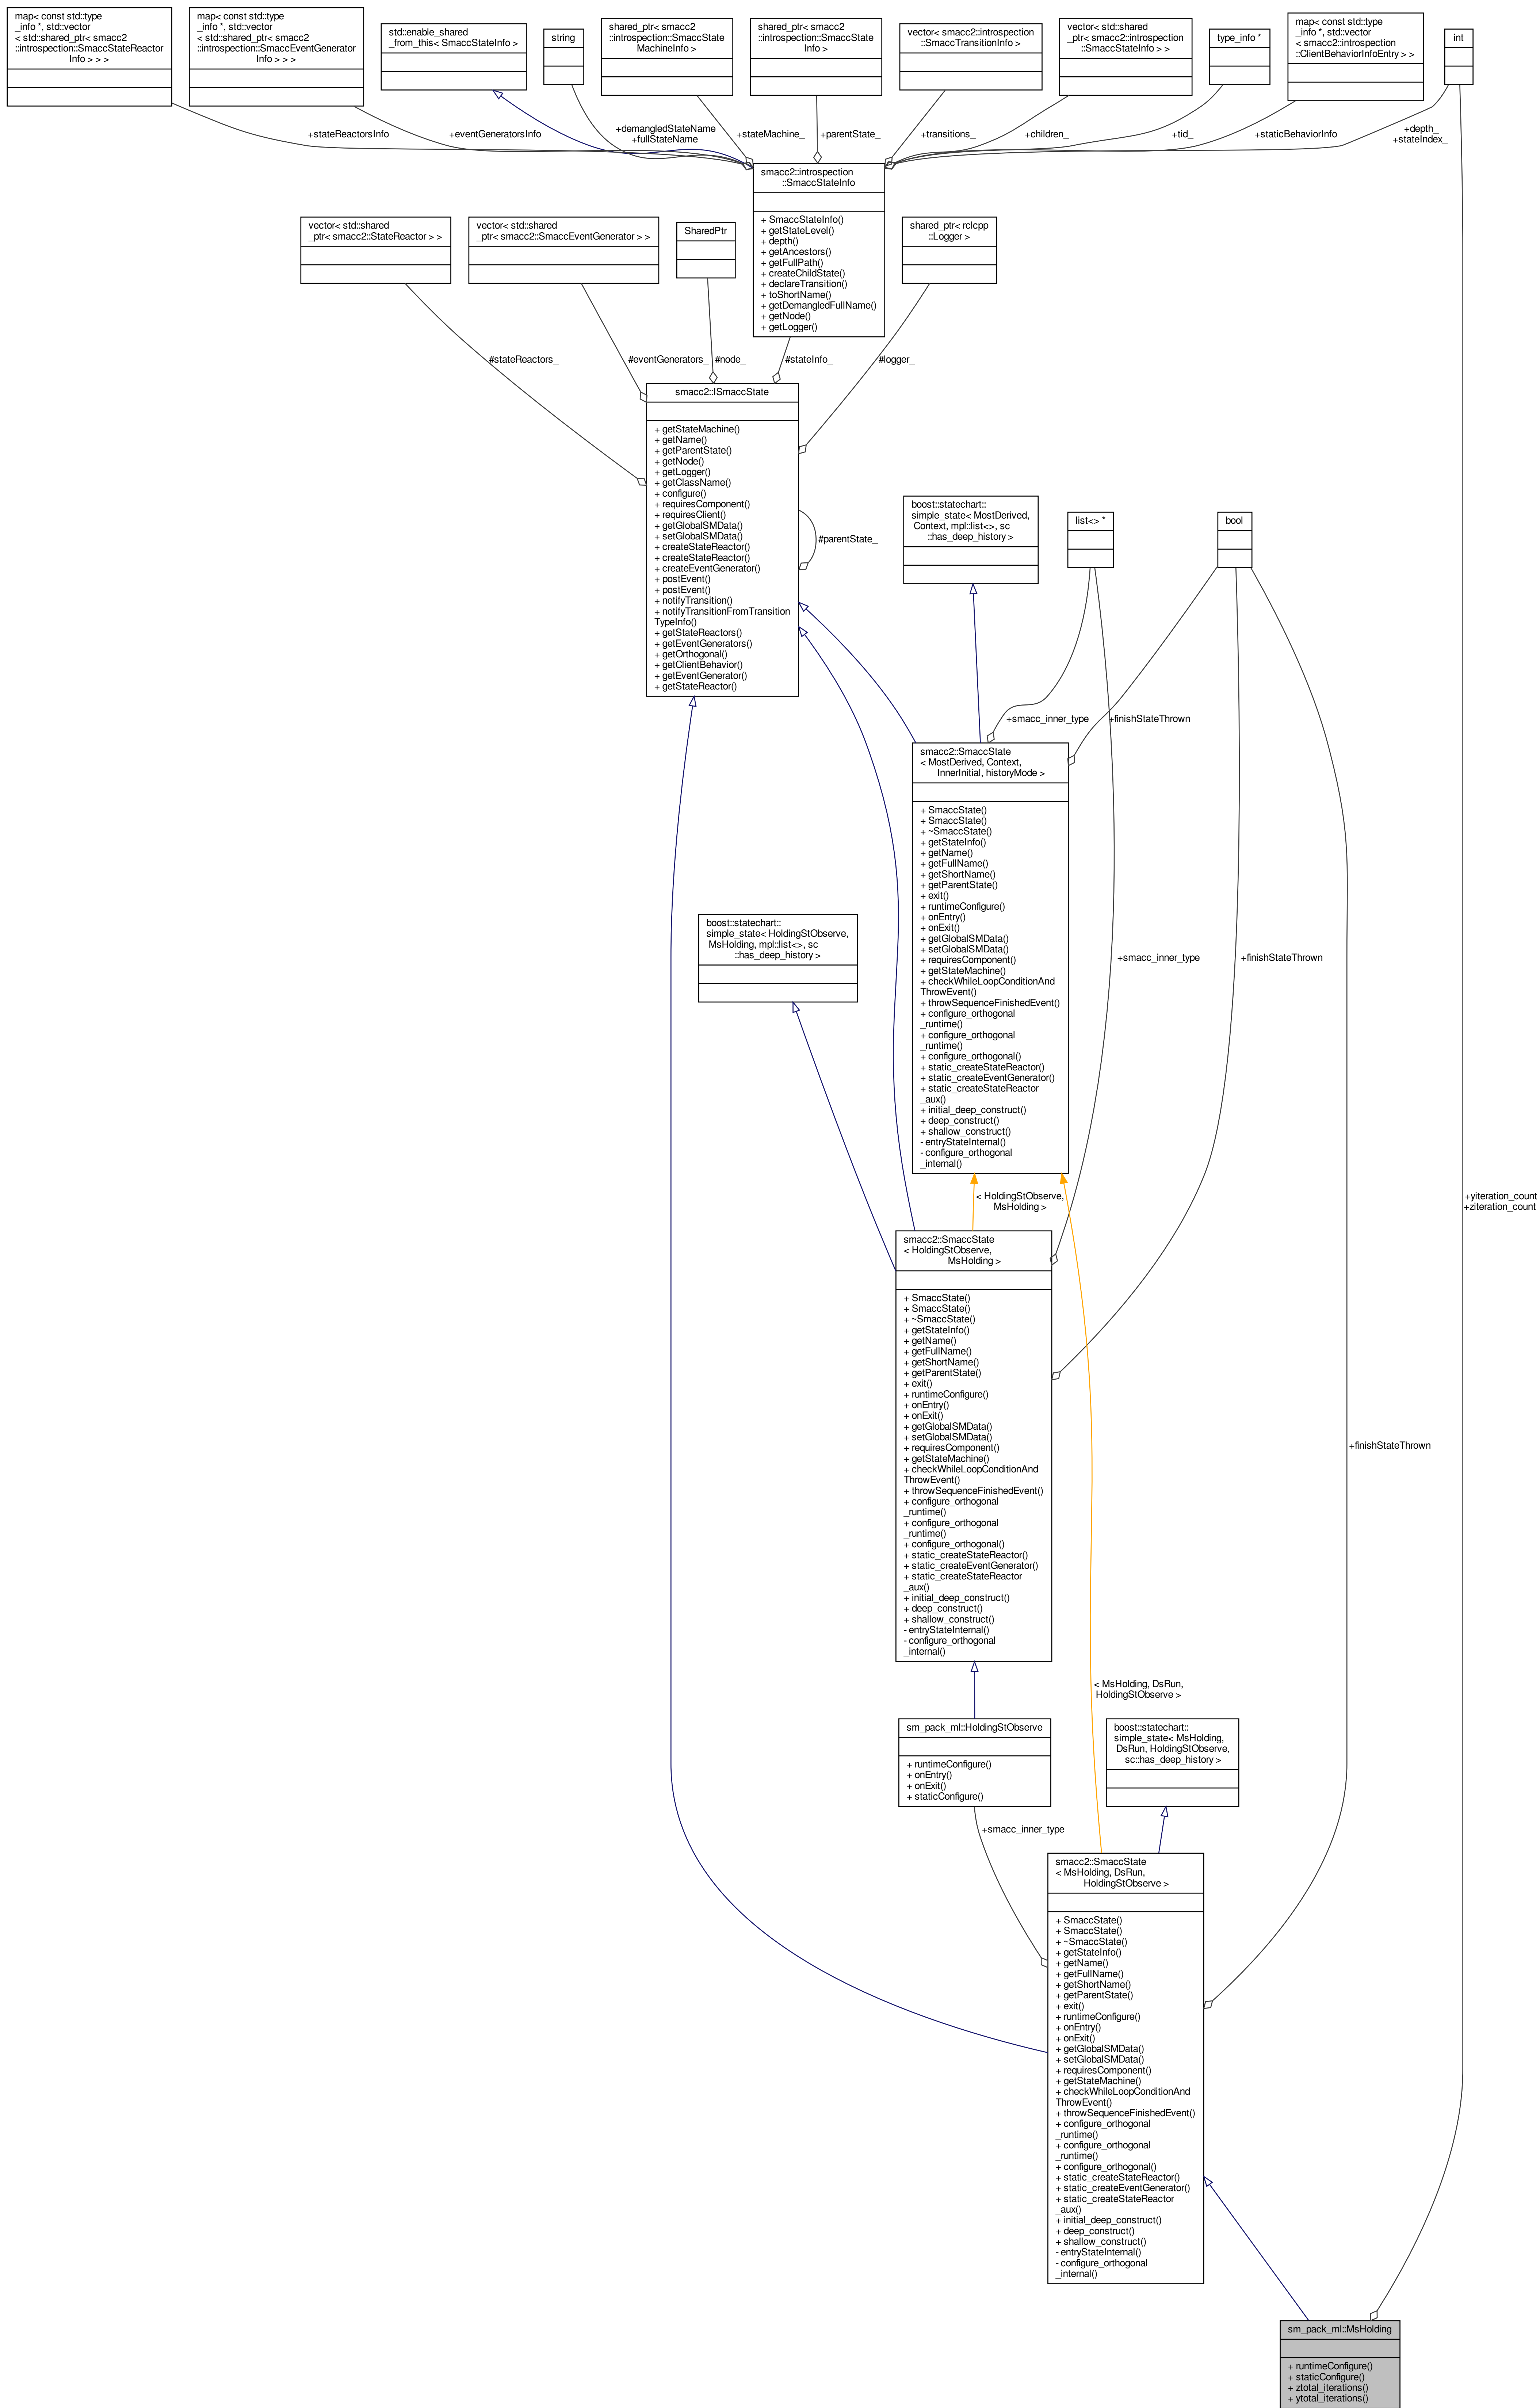 map< const std::type
_info *, std::vector
< std::shared_ptr< smacc2
::introspection::SmaccStateReactor
Info > > >
map< const std::type
_info *, std::vector
< std::shared_ptr< smacc2
::introspection::SmaccEventGenerator
Info > > >
std::enable_shared
_from_this< SmaccStateInfo >
string
shared_ptr< smacc2
::introspection::SmaccState
MachineInfo >
shared_ptr< smacc2
::introspection::SmaccState
Info >
vector< smacc2::introspection
::SmaccTransitionInfo >
vector< std::shared
_ptr< smacc2::introspection
::SmaccStateInfo > >
type_info *
map< const std::type
_info *, std::vector
< smacc2::introspection
::ClientBehaviorInfoEntry > >
int
+stateReactorsInfo
+eventGeneratorsInfo
+demangledStateName
+fullStateName
+stateMachine_
+parentState_
+transitions_
+children_
+tid_
+staticBehaviorInfo
+depth_
+stateIndex_
smacc2::introspection
::SmaccStateInfo
+ SmaccStateInfo()
+ getStateLevel()
+ depth()
+ getAncestors()
+ getFullPath()
+ createChildState()
+ declareTransition()
+ toShortName()
+ getDemangledFullName()
+ getNode()
+ getLogger()
vector< std::shared
_ptr< smacc2::StateReactor > >
vector< std::shared
_ptr< smacc2::SmaccEventGenerator > >
SharedPtr
shared_ptr< rclcpp
::Logger >
#stateReactors_
#eventGenerators_
#node_
#stateInfo_
#logger_
smacc2::ISmaccState
+ getStateMachine()
+ getName()
+ getParentState()
+ getNode()
+ getLogger()
+ getClassName()
+ configure()
+ requiresComponent()
+ requiresClient()
+ getGlobalSMData()
+ setGlobalSMData()
+ createStateReactor()
+ createStateReactor()
+ createEventGenerator()
+ postEvent()
+ postEvent()
+ notifyTransition()
+ notifyTransitionFromTransition
TypeInfo()
+ getStateReactors()
+ getEventGenerators()
+ getOrthogonal()
+ getClientBehavior()
+ getEventGenerator()
+ getStateReactor()
#parentState_
boost::statechart::
simple_state< MostDerived,
Context, mpl::list<>, sc
::has_deep_history >
list<> *
bool
+smacc_inner_type
+finishStateThrown
smacc2::SmaccState
< MostDerived, Context,
InnerInitial, historyMode >
+ SmaccState()
+ SmaccState()
+ ~SmaccState()
+ getStateInfo()
+ getName()
+ getFullName()
+ getShortName()
+ getParentState()
+ exit()
+ runtimeConfigure()
+ onEntry()
+ onExit()
+ getGlobalSMData()
+ setGlobalSMData()
+ requiresComponent()
+ getStateMachine()
+ checkWhileLoopConditionAnd
ThrowEvent()
+ throwSequenceFinishedEvent()
+ configure_orthogonal
_runtime()
+ configure_orthogonal
_runtime()
+ configure_orthogonal()
+ static_createStateReactor()
+ static_createEventGenerator()
+ static_createStateReactor
_aux()
+ initial_deep_construct()
+ deep_construct()
+ shallow_construct()
- entryStateInternal()
- configure_orthogonal
_internal()
boost::statechart::
simple_state< HoldingStObserve,
MsHolding, mpl::list<>, sc
::has_deep_history >
+smacc_inner_type
+finishStateThrown
< HoldingStObserve,
MsHolding >
+yiteration_count
+ziteration_count
smacc2::SmaccState
< HoldingStObserve,
MsHolding >
+ SmaccState()
+ SmaccState()
+ ~SmaccState()
+ getStateInfo()
+ getName()
+ getFullName()
+ getShortName()
+ getParentState()
+ exit()
+ runtimeConfigure()
+ onEntry()
+ onExit()
+ getGlobalSMData()
+ setGlobalSMData()
+ requiresComponent()
+ getStateMachine()
+ checkWhileLoopConditionAnd
ThrowEvent()
+ throwSequenceFinishedEvent()
+ configure_orthogonal
_runtime()
+ configure_orthogonal
_runtime()
+ configure_orthogonal()
+ static_createStateReactor()
+ static_createEventGenerator()
+ static_createStateReactor
_aux()
+ initial_deep_construct()
+ deep_construct()
+ shallow_construct()
- entryStateInternal()
- configure_orthogonal
_internal()
+finishStateThrown
< MsHolding, DsRun,
HoldingStObserve >
sm_pack_ml::HoldingStObserve
+ runtimeConfigure()
+ onEntry()
+ onExit()
+ staticConfigure()
boost::statechart::
simple_state< MsHolding,
DsRun, HoldingStObserve,
sc::has_deep_history >
+smacc_inner_type
smacc2::SmaccState
< MsHolding, DsRun,
HoldingStObserve >
+ SmaccState()
+ SmaccState()
+ ~SmaccState()
+ getStateInfo()
+ getName()
+ getFullName()
+ getShortName()
+ getParentState()
+ exit()
+ runtimeConfigure()
+ onEntry()
+ onExit()
+ getGlobalSMData()
+ setGlobalSMData()
+ requiresComponent()
+ getStateMachine()
+ checkWhileLoopConditionAnd
ThrowEvent()
+ throwSequenceFinishedEvent()
+ configure_orthogonal
_runtime()
+ configure_orthogonal
_runtime()
+ configure_orthogonal()
+ static_createStateReactor()
+ static_createEventGenerator()
+ static_createStateReactor
_aux()
+ initial_deep_construct()
+ deep_construct()
+ shallow_construct()
- entryStateInternal()
- configure_orthogonal
_internal()
sm_pack_ml::MsHolding
+ runtimeConfigure()
+ staticConfigure()
+ ztotal_iterations()
+ ytotal_iterations()